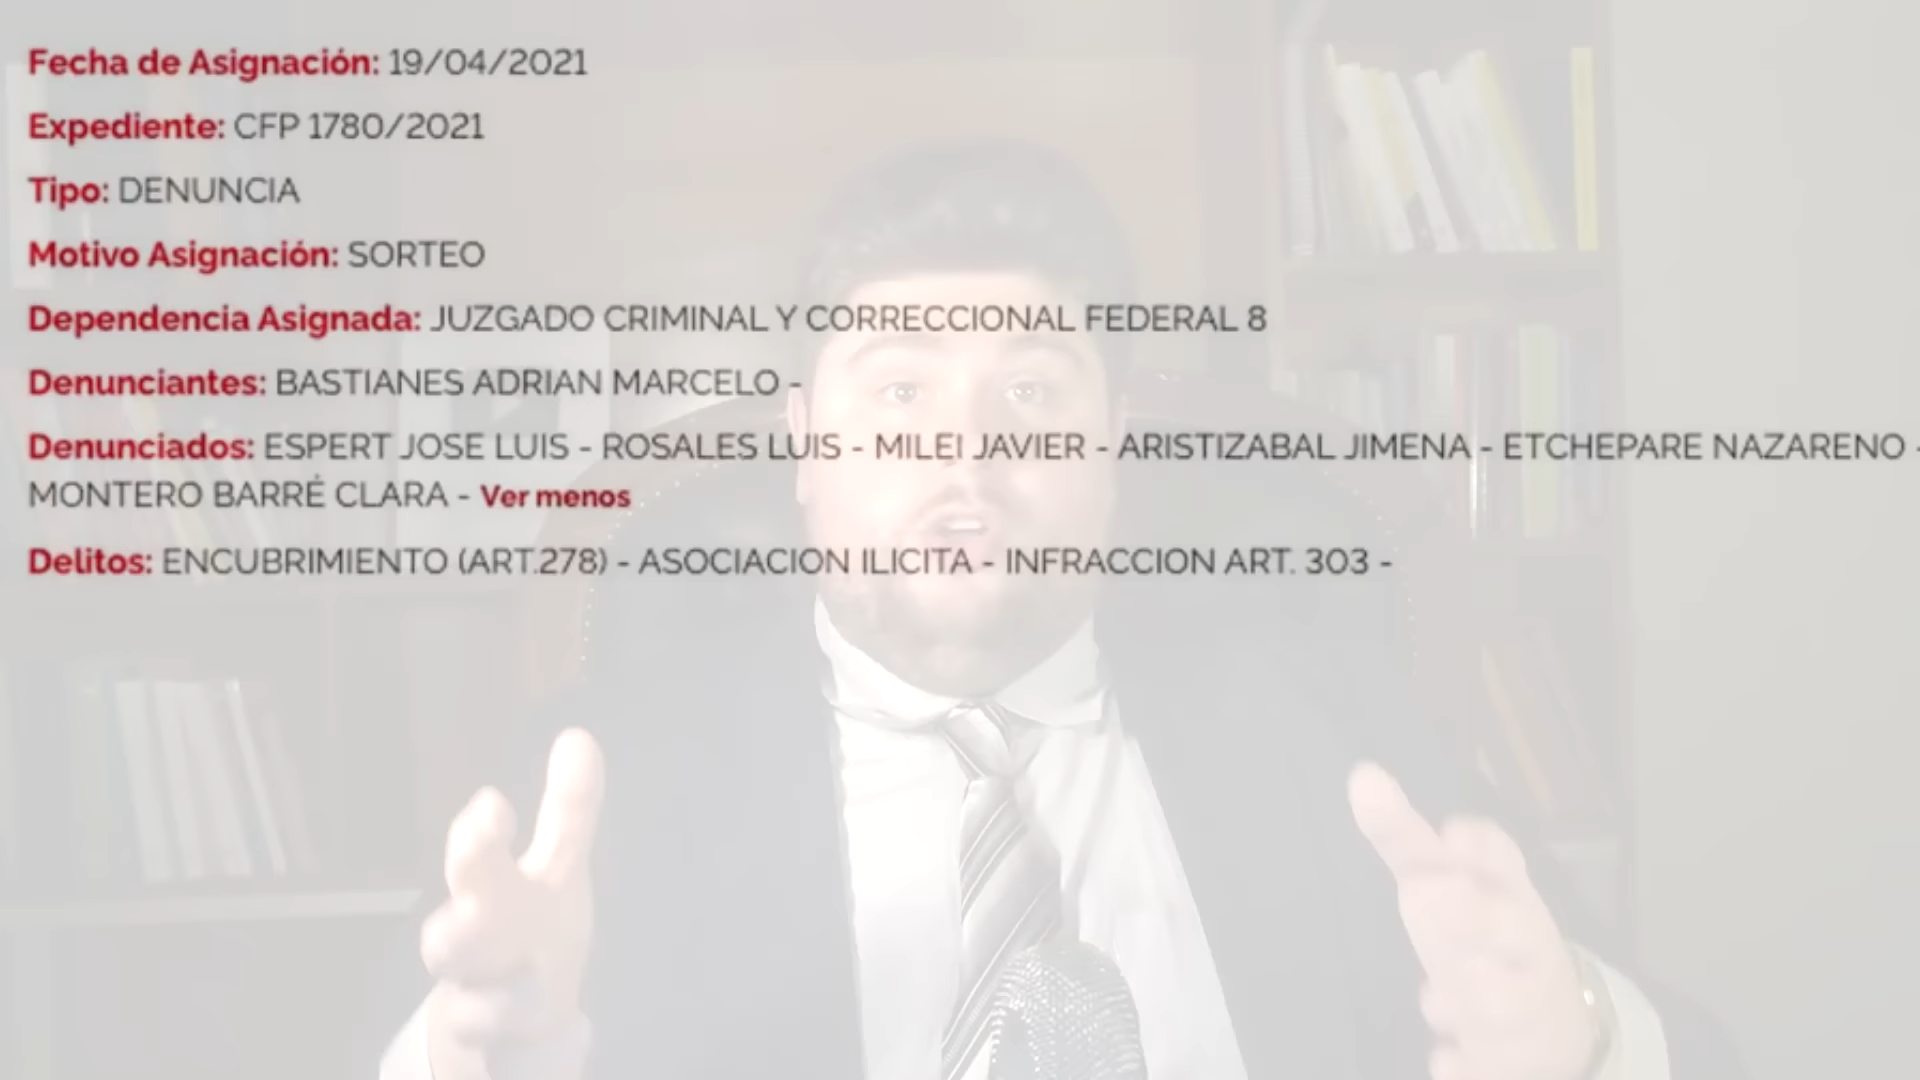 Fecha de Asignación: 19/04/2021
Expediente: CFP 1780/2021
Tipo: DENUNCIA
Motivo Asignación: SORTEO
Dependencia Asignada: JUZGADO CRIMINAL Y CORRECCIONAL FEDERAL 8
Denunciantes: BASTIANES ADRIAN MARCELO -
Denunciados: ESPERT JOSE LUIS - ROSALES LUIS - MILEI JAVIER - ARISTIZABAL JIMENA - ETCHEPARE NAZARENO -
MONTERO BARRÉ CLARA - Ver menos
Delitos: ENCUBRIMIENTO (ART.278) - ASOCIACION ILICITA - INFRACCION ART. 303 -